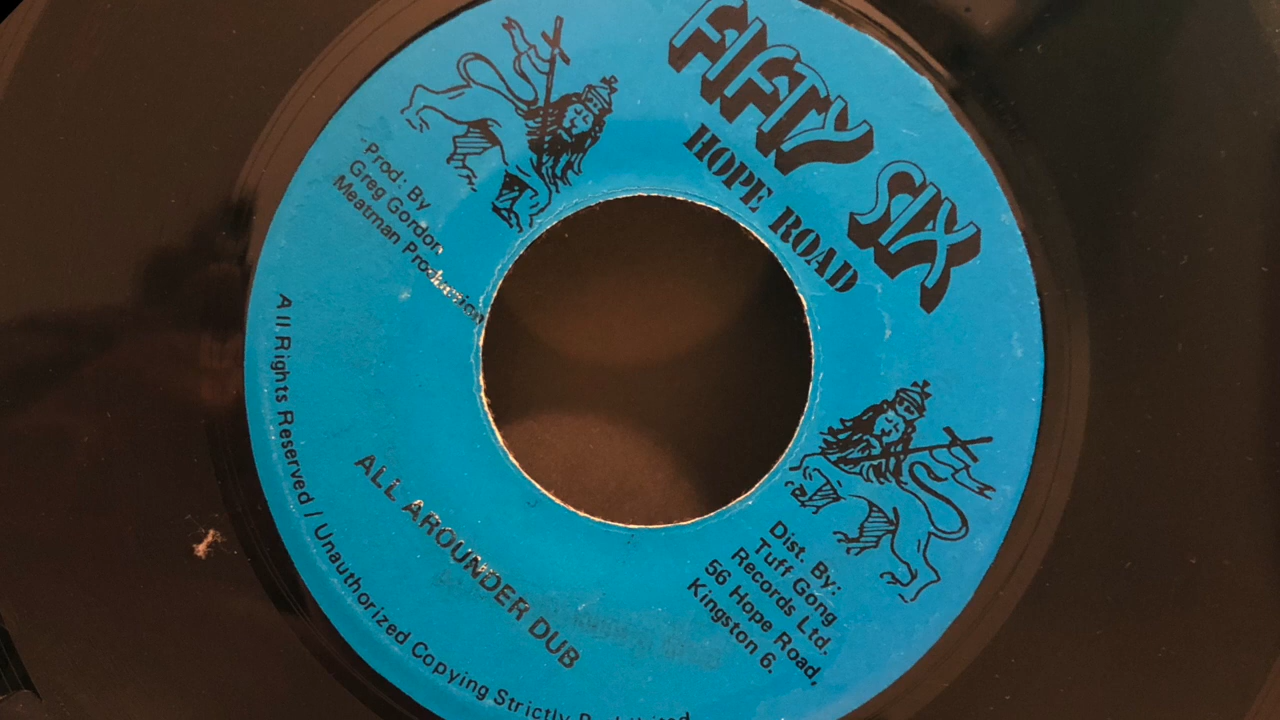 FIFTY SIX
HOPE ROAD
Prod: By
Greg Gordon
Meatman Production
Dist. By:
Tuff Gong
Records Ltd.
56 Hope Road,
Kingston 6.
ALL AROUNDER DUB
All Rights Reserved / Unauthorized Copying Strictly Prohibited